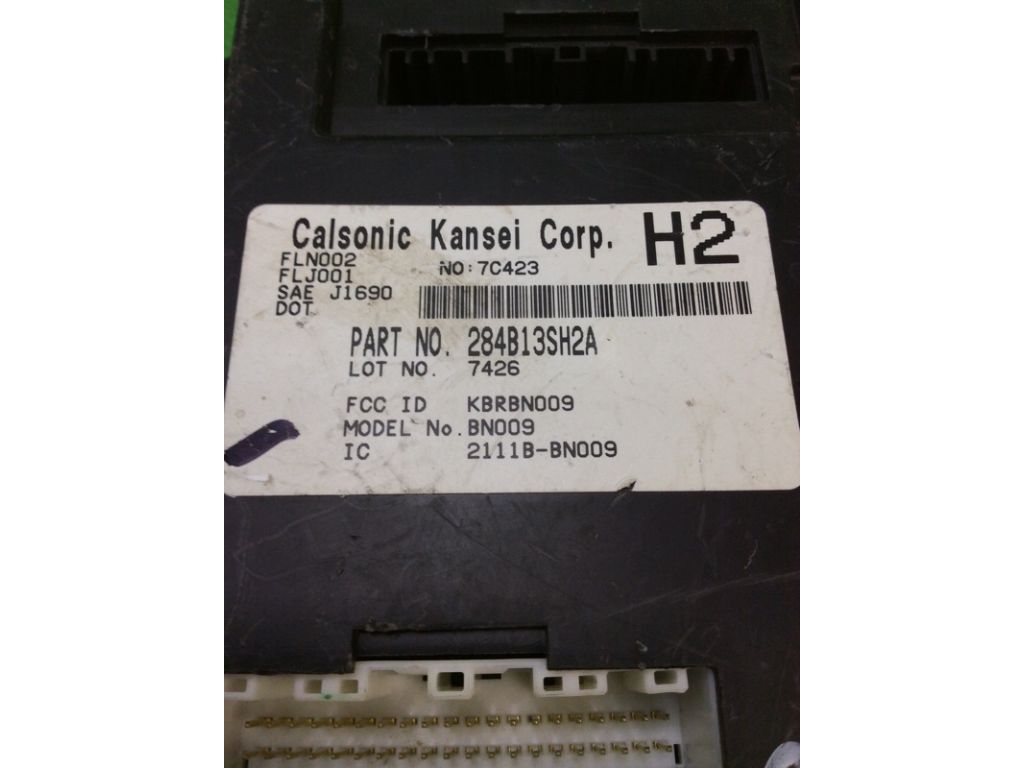 Calsonic Kansei Corp. H2
FLN002
NO:7C423
FLJ001
SAE J1690
DOT
PART NO. 284B13SH2A
LOT NO. 7426
FCC ID KBRBN009
MODEL No. BN009
IC 2111B-BN009